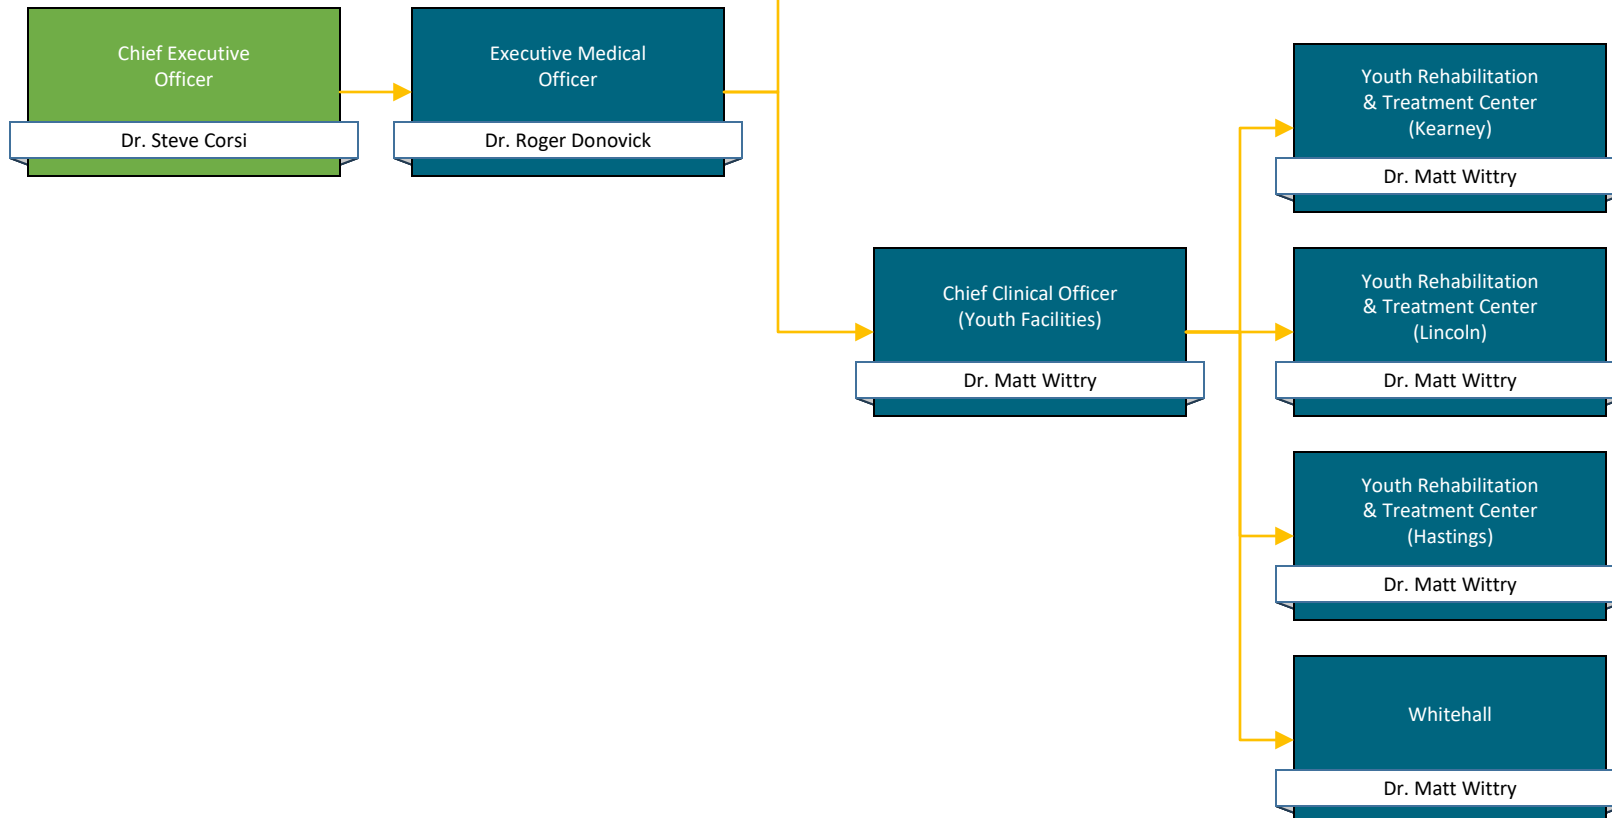 Chief Executive
Officer
Dr. Steve Corsi
Executive Medical
Officer
Dr. Roger Donovick
Chief Clinical Officer
(Youth Facilities)
Dr. Matt Wittry
Youth Rehabilitation
& Treatment Center
(Kearney)
Dr. Matt Wittry
Youth Rehabilitation
& Treatment Center
(Lincoln)
Dr. Matt Wittry
Youth Rehabilitation
& Treatment Center
(Hastings)
Dr. Matt Wittry
Whitehall
Dr. Matt Wittry